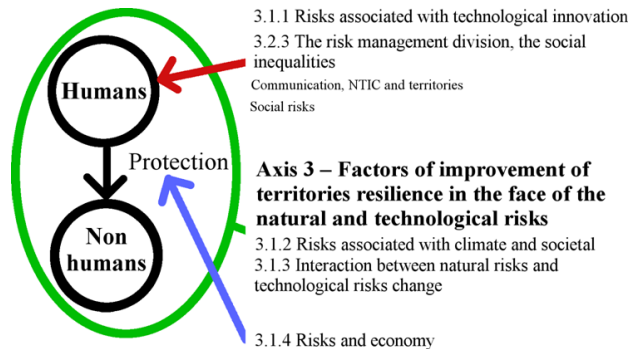 3.1.1 Risks associated with technological innovation
3.2.3 The risk management division, the social
inequalities
Communication, NTIC and territories
Social risks
Humans
Protection
Non
humans
Axis 3 – Factors of improvement of
territories resilience in the face of the
natural and technological risks
3.1.2 Risks associated with climate and societal
3.1.3 Interaction between natural risks and
technological risks change
3.1.4 Risks and economy